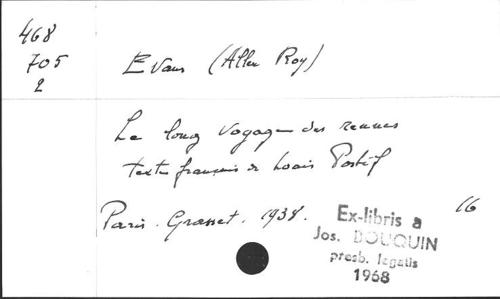 468
705
2
Evans (Allen Roy)
Le long voyage des rennes
texte français de Louis Postif
Paris. Grasset. 1938.
16
Ex-libris a
Jos. BOUQUIN
presb. legatis
1968